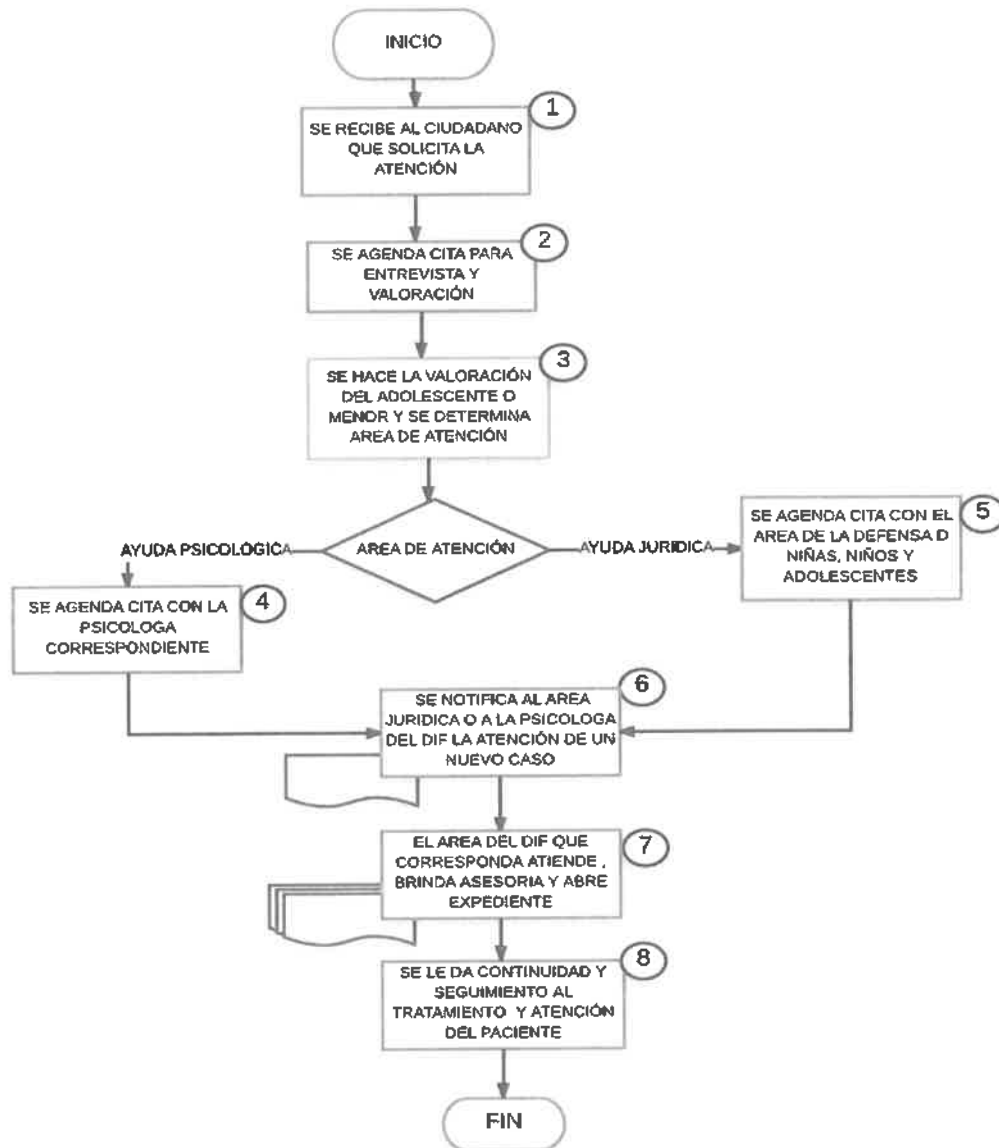 INICIO
1
SE RECIBE AL CIUDADANO
QUE SOLICITA LA
ATENCIÓN
2
SE AGENDA CITA PARA
ENTREVISTA Y
VALORACIÓN
3
SE HACE LA VALORACIÓN
DEL ADOLESCENTE O
MENOR Y SE DETERMINA
AREA DE ATENCIÓN
AYUDA PSICOLÓGICA
AREA DE ATENCIÓN
AYUDA JURIDICA
5
SE AGENDA CITA CON EL
AREA DE LA DEFENSA D
NIÑAS, NIÑOS Y
ADOLESCENTES
4
SE AGENDA CITA CON LA
PSICOLOGA
CORRESPONDIENTE
6
SE NOTIFICA AL AREA
JURIDICA O A LA PSICOLOGA
DEL DIF LA ATENCIÓN DE UN
NUEVO CASO
7
EL AREA DEL DIF QUE
CORRESPONDA ATIENDE ,
BRINDA ASESORIA Y ABRE
EXPEDIENTE
8
SE LE DA CONTINUIDAD Y
SEGUIMIENTO AL
TRATAMIENTO Y ATENCIÓN
DEL PACIENTE
FIN